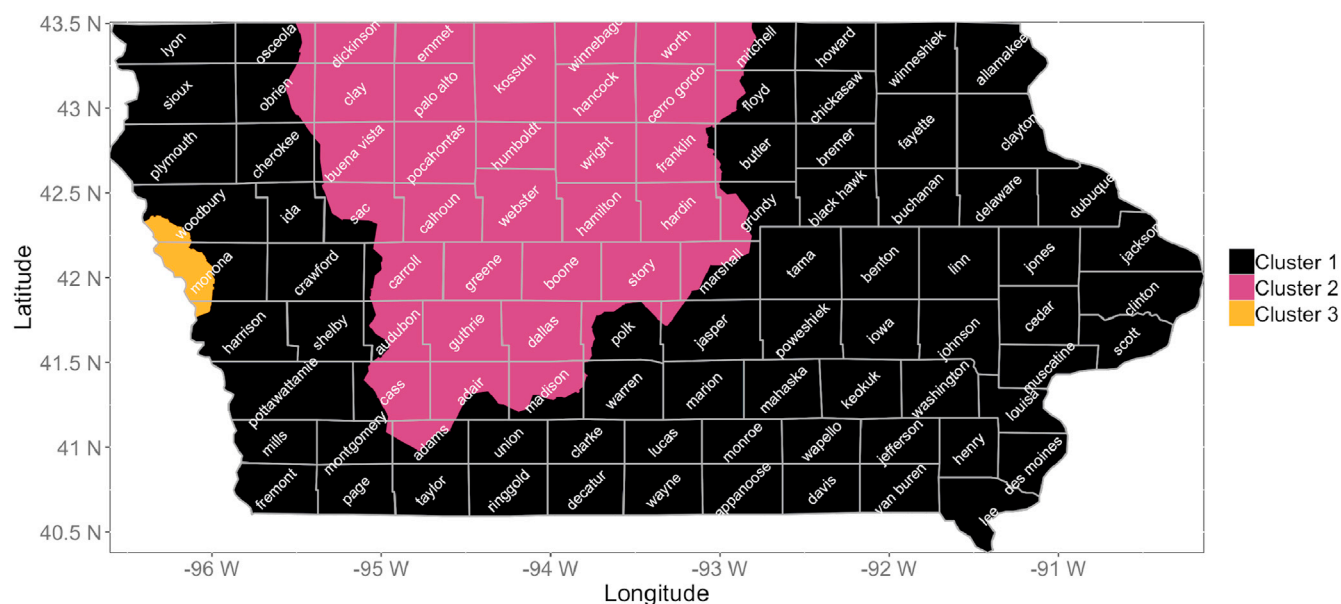 43.5 N
43 N
42.5 N
42 N
41.5 N
41 N
40.5 N
Latitude
lyon
osceola
dickinson
emmet
kossuth
winnebago
worth
mitchell
howard
winneshiek
allamakee
sioux
obrien
clay
palo alto
hancock
cerro gordo
floyd
chickasaw
plymouth
cherokee
buena vista
pocahontas
humboldt
wright
franklin
butler
bremer
fayette
clayton
woodbury
ida
sac
calhoun
webster
hamilton
hardin
grundy
black hawk
buchanan
delaware
dubuque
monona
crawford
carroll
greene
boone
story
marshall
tama
benton
linn
jones
jackson
harrison
shelby
audubon
guthrie
dallas
polk
jasper
poweshiek
iowa
johnson
cedar
clinton
scott
muscatine
pottawattamie
cass
adair
madison
warren
marion
mahaska
keokuk
washington
louisa
mills
montgomery
adams
union
clarke
lucas
monroe
wapello
jefferson
henry
des moines
fremont
page
taylor
ringgold
decatur
wayne
appanoose
davis
van buren
lee
-96 W
-95 W
-94 W
-93 W
-92 W
-91 W
Longitude
Cluster 1
Cluster 2
Cluster 3